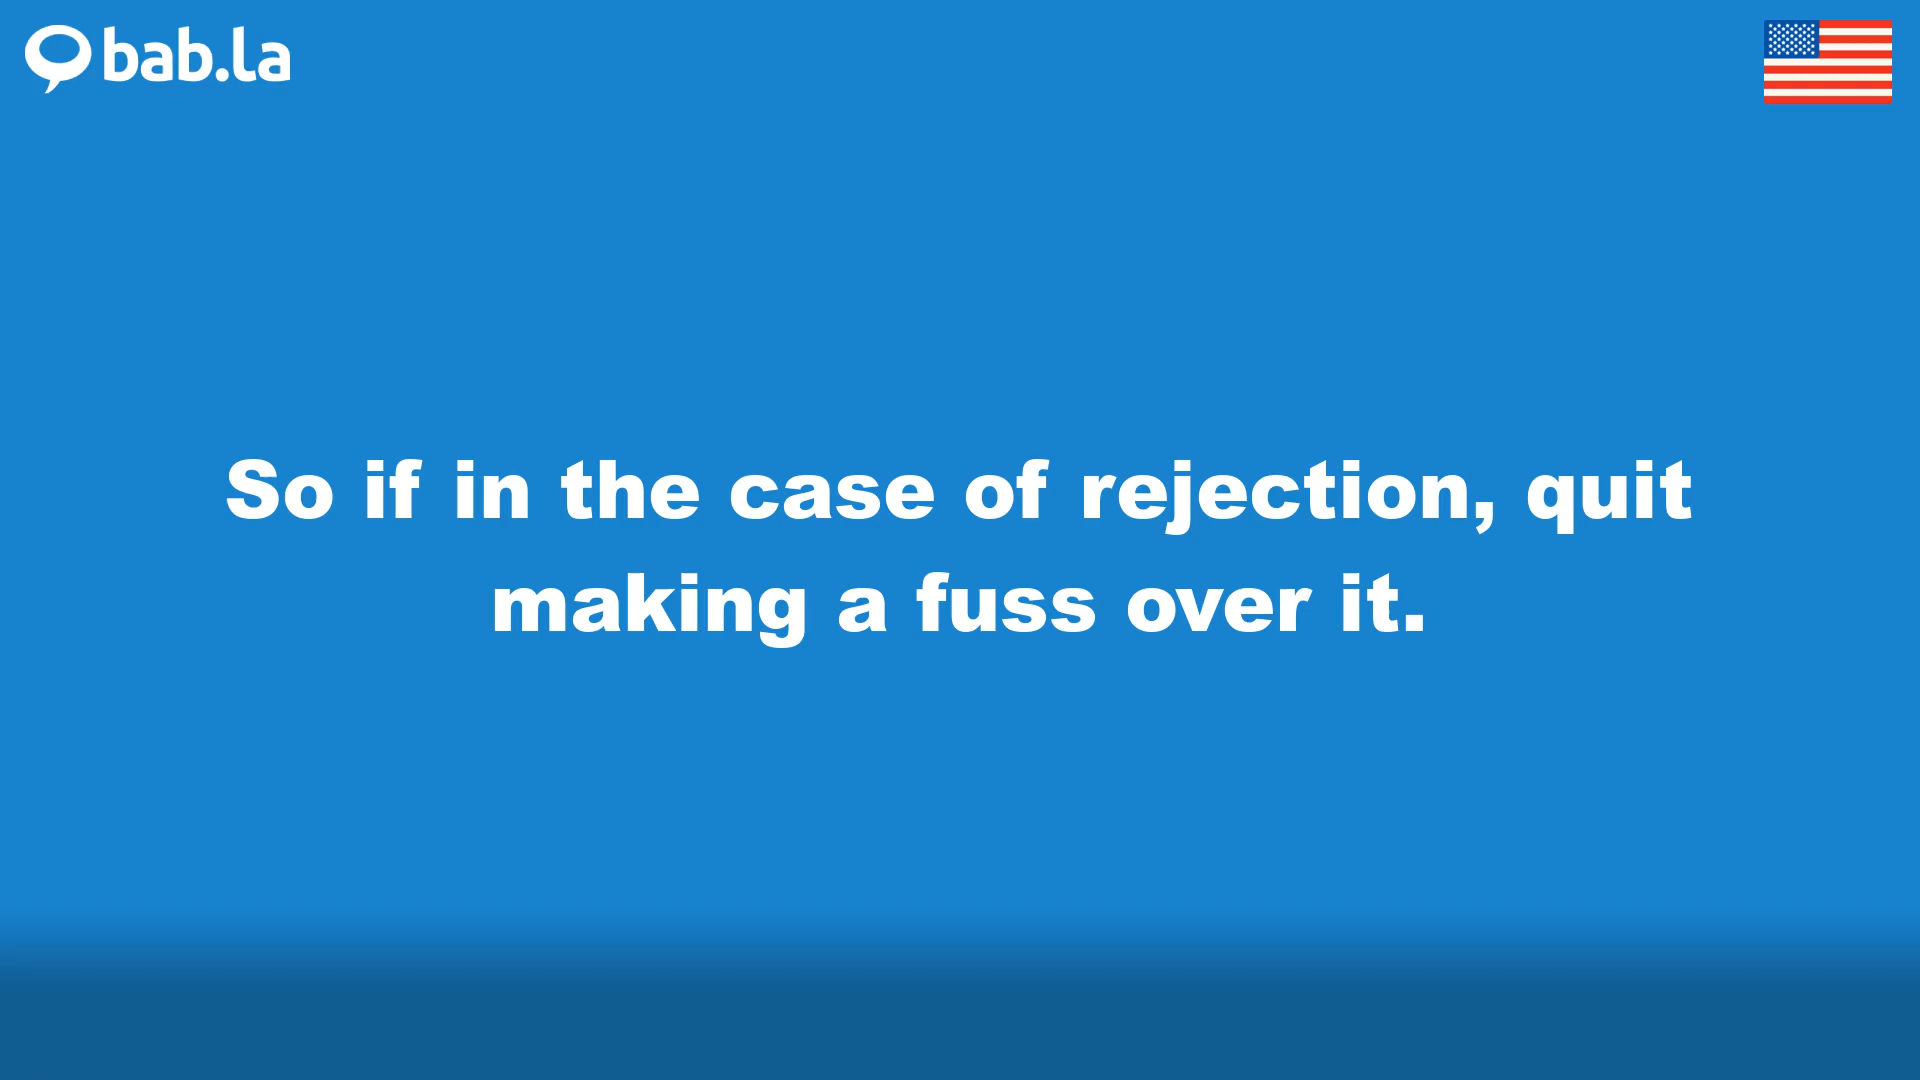 bab.la
So if in the case of rejection, quit
making a fuss over it.